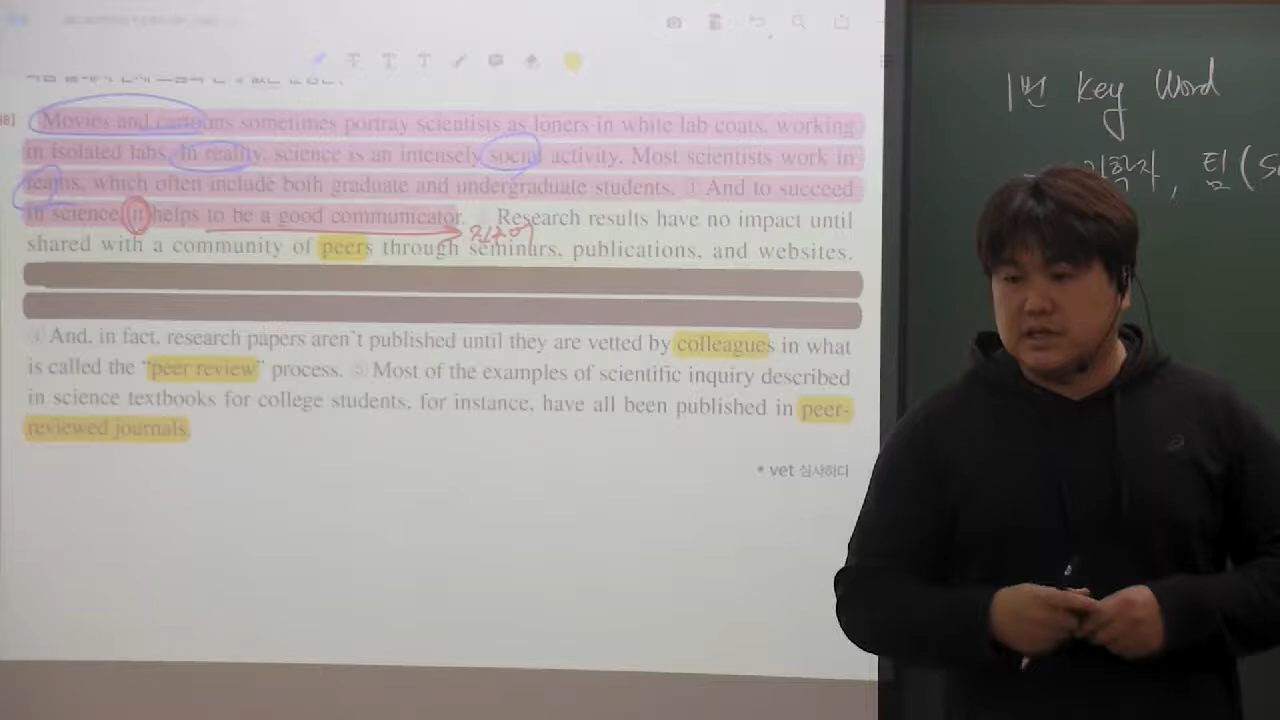 Movies and cartoons sometimes portray scientists as loners in white lab coats, working
in isolated labs. In reality, science is an intensely social activity. Most scientists work in
teams, which often include both graduate and undergraduate students. ① And to succeed
in science, it helps to be a good communicator. Research results have no impact until
진주어
shared with a community of peers through seminars, publications, and websites.
And, in fact, research papers aren't published until they are vetted by colleagues in what
is called the "peer review" process. ⑤ Most of the examples of scientific inquiry described
in science textbooks for college students, for instance, have all been published in peer-
reviewed journals.
* vet 심사하다
1번 Key Word
팀